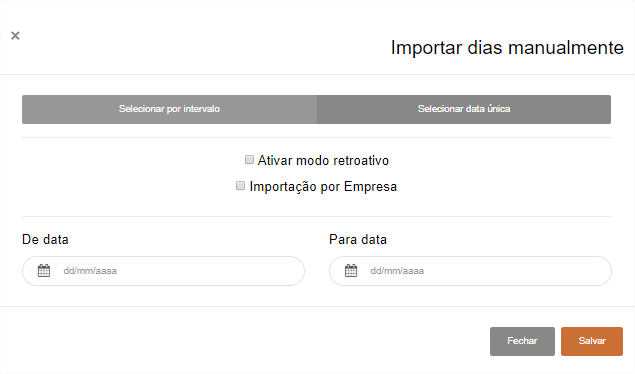 ×
Importar dias manualmente
Selecionar por intervalo
Selecionar data única
Ativar modo retroativo
Importação por Empresa
De data
Para data
dd/mm/aaaa
dd/mm/aaaa
Fechar
Salvar